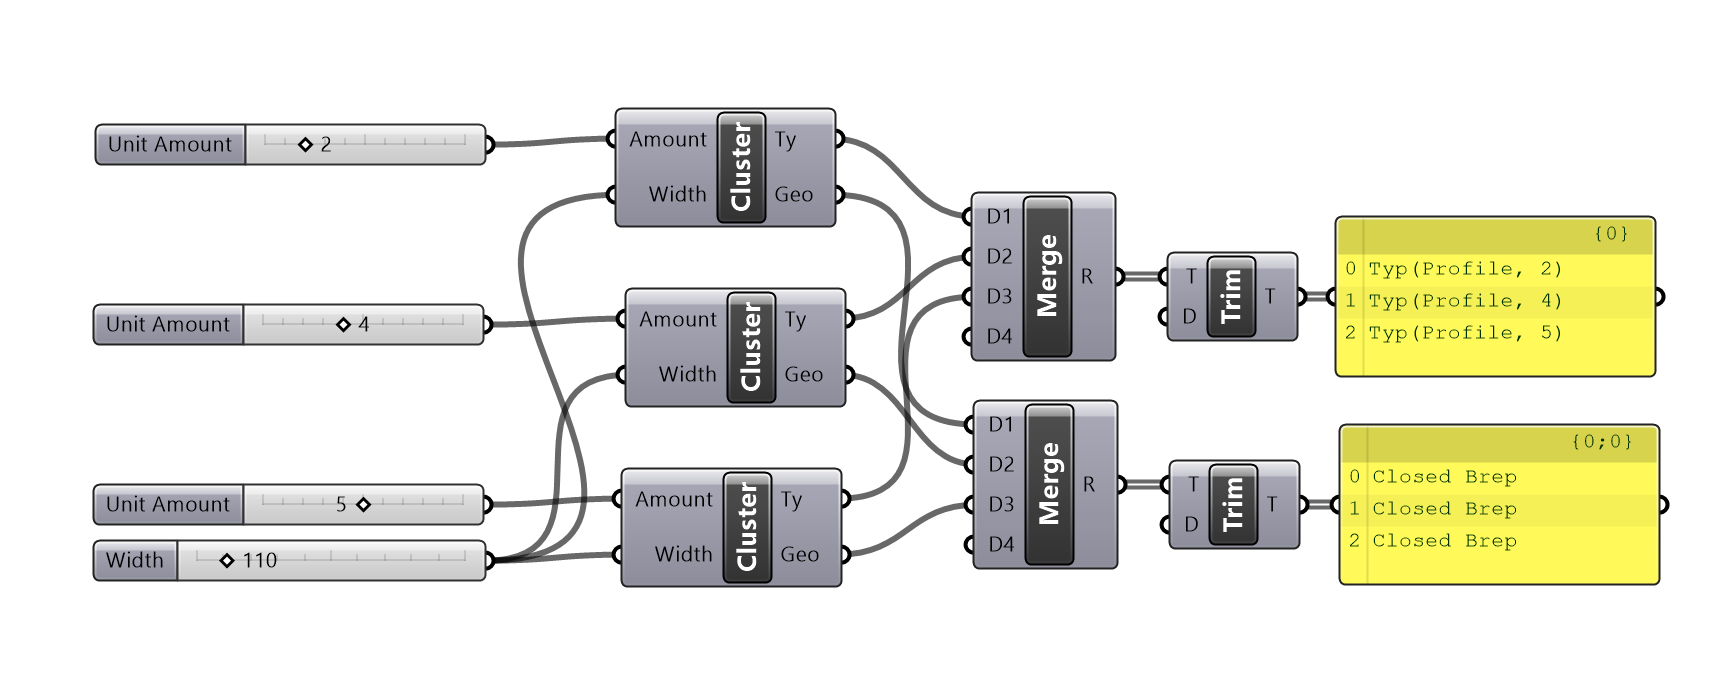 Unit Amount 2
Amount Cluster Ty
Width Geo
Unit Amount 4
Amount Cluster Ty
Width Geo
Unit Amount 5
Width 110
Amount Cluster Ty
Width Geo
D1 Merge R
D2
D3
D4
T Trim T
D
{0}
0 Typ(Profile, 2)
1 Typ(Profile, 4)
2 Typ(Profile, 5)
D1 Merge R
D2
D3
D4
T Trim T
D
{0;0}
0 Closed Brep
1 Closed Brep
2 Closed Brep